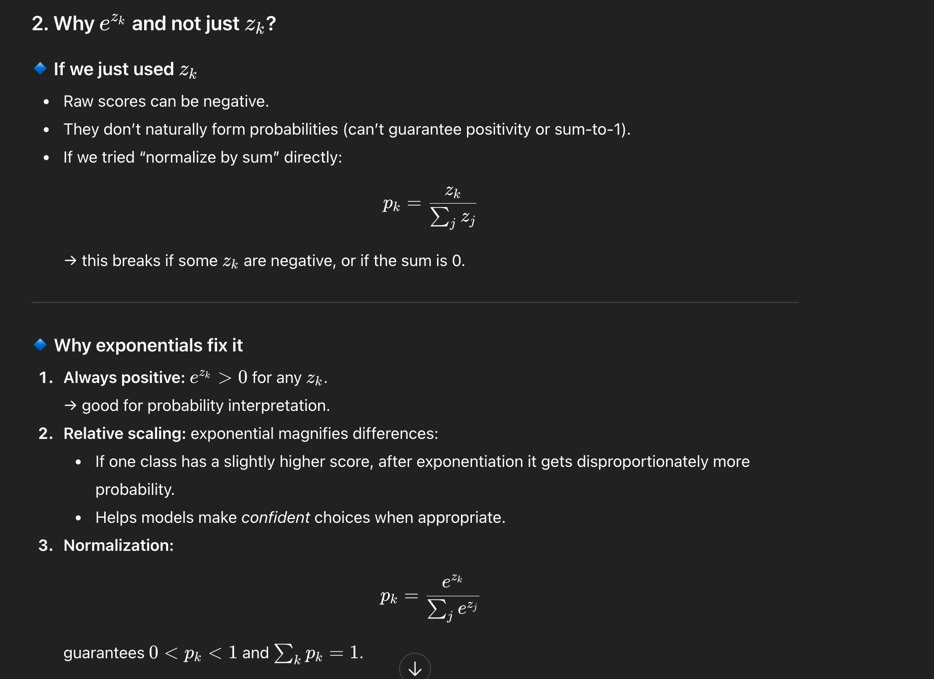 2. Why e^{z_k} and not just z_k?
🔹 If we just used z_k
• Raw scores can be negative.
• They don’t naturally form probabilities (can’t guarantee positivity or sum-to-1).
• If we tried “normalize by sum” directly:
p_k = \frac{z_k}{\sum_j z_j}
→ this breaks if some z_k are negative, or if the sum is 0.
🔹 Why exponentials fix it
1. Always positive: e^{z_k} > 0 for any z_k.
→ good for probability interpretation.
2. Relative scaling: exponential magnifies differences:
• If one class has a slightly higher score, after exponentiation it gets disproportionately more
probability.
• Helps models make confident choices when appropriate.
3. Normalization:
p_k = \frac{e^{z_k}}{\sum_j e^{z_j}}
guarantees 0 < p_k < 1 and \sum_k p_k = 1.